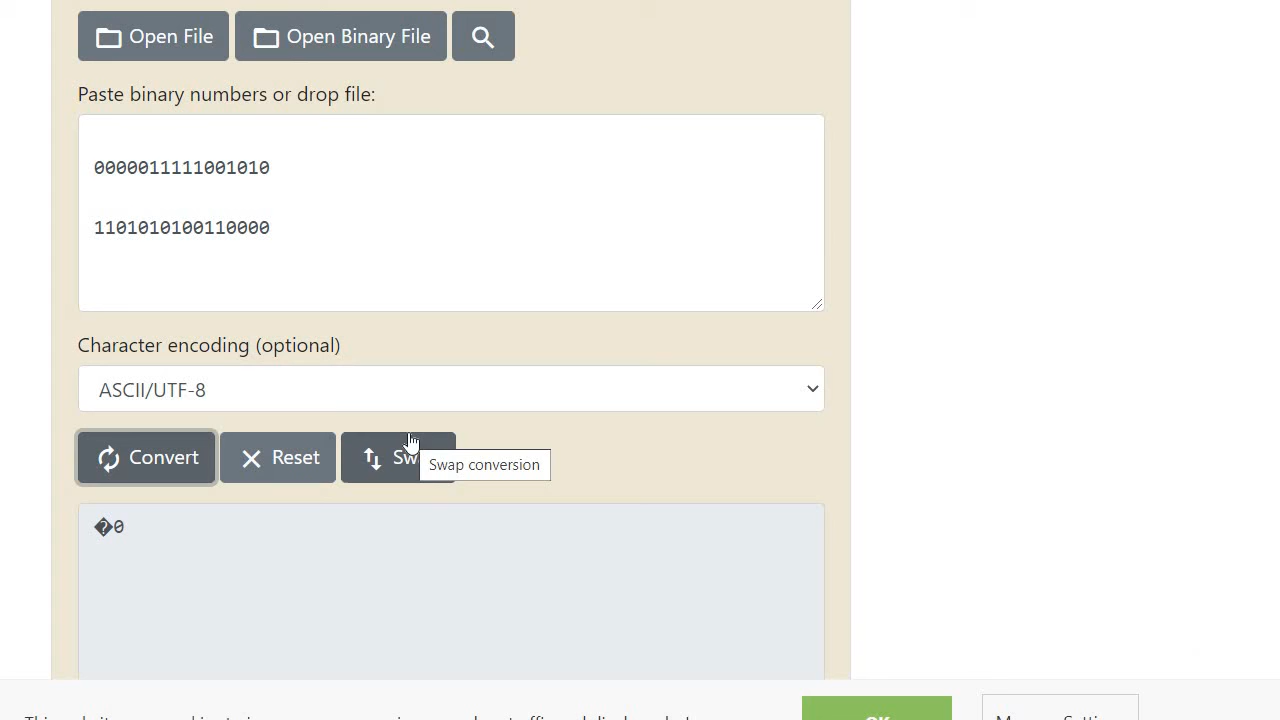 Open File
Open Binary File
Paste binary numbers or drop file:
0000011111001010
1101010100110000
Character encoding (optional)
ASCII/UTF-8
Convert
Reset
Sw
Swap conversion
�0
OK